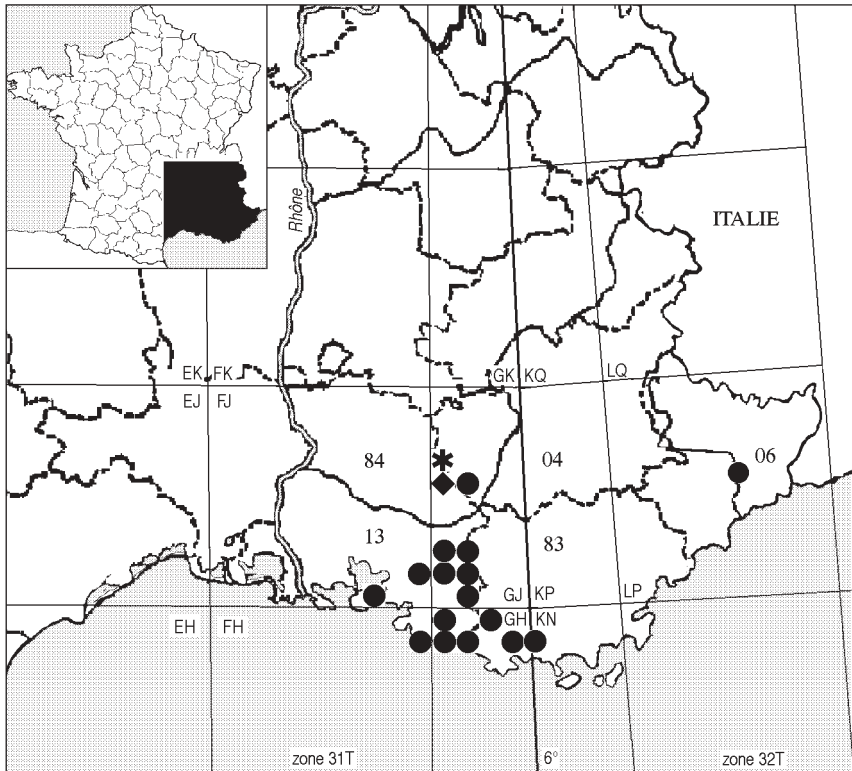 Rhône
ITALIE
EK FK
GK KQ
LQ
EJ FJ
84
04
06
13
83
GJ KP
LP
EH FH
GH KN
zone 31T
6°
zone 32T